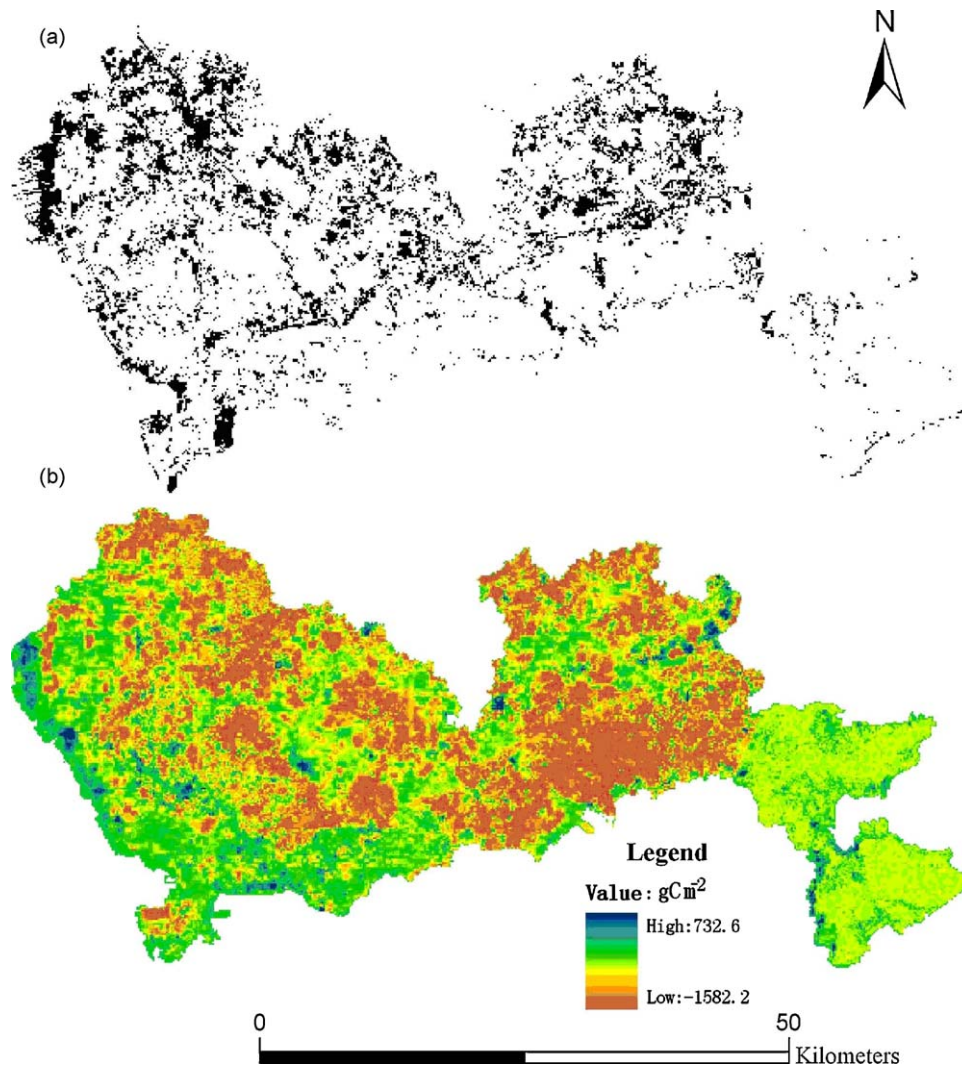 (a)
N
(b)
Legend
Value: gCm⁻²
High:732.6
Low:-1582.2
0
50
Kilometers